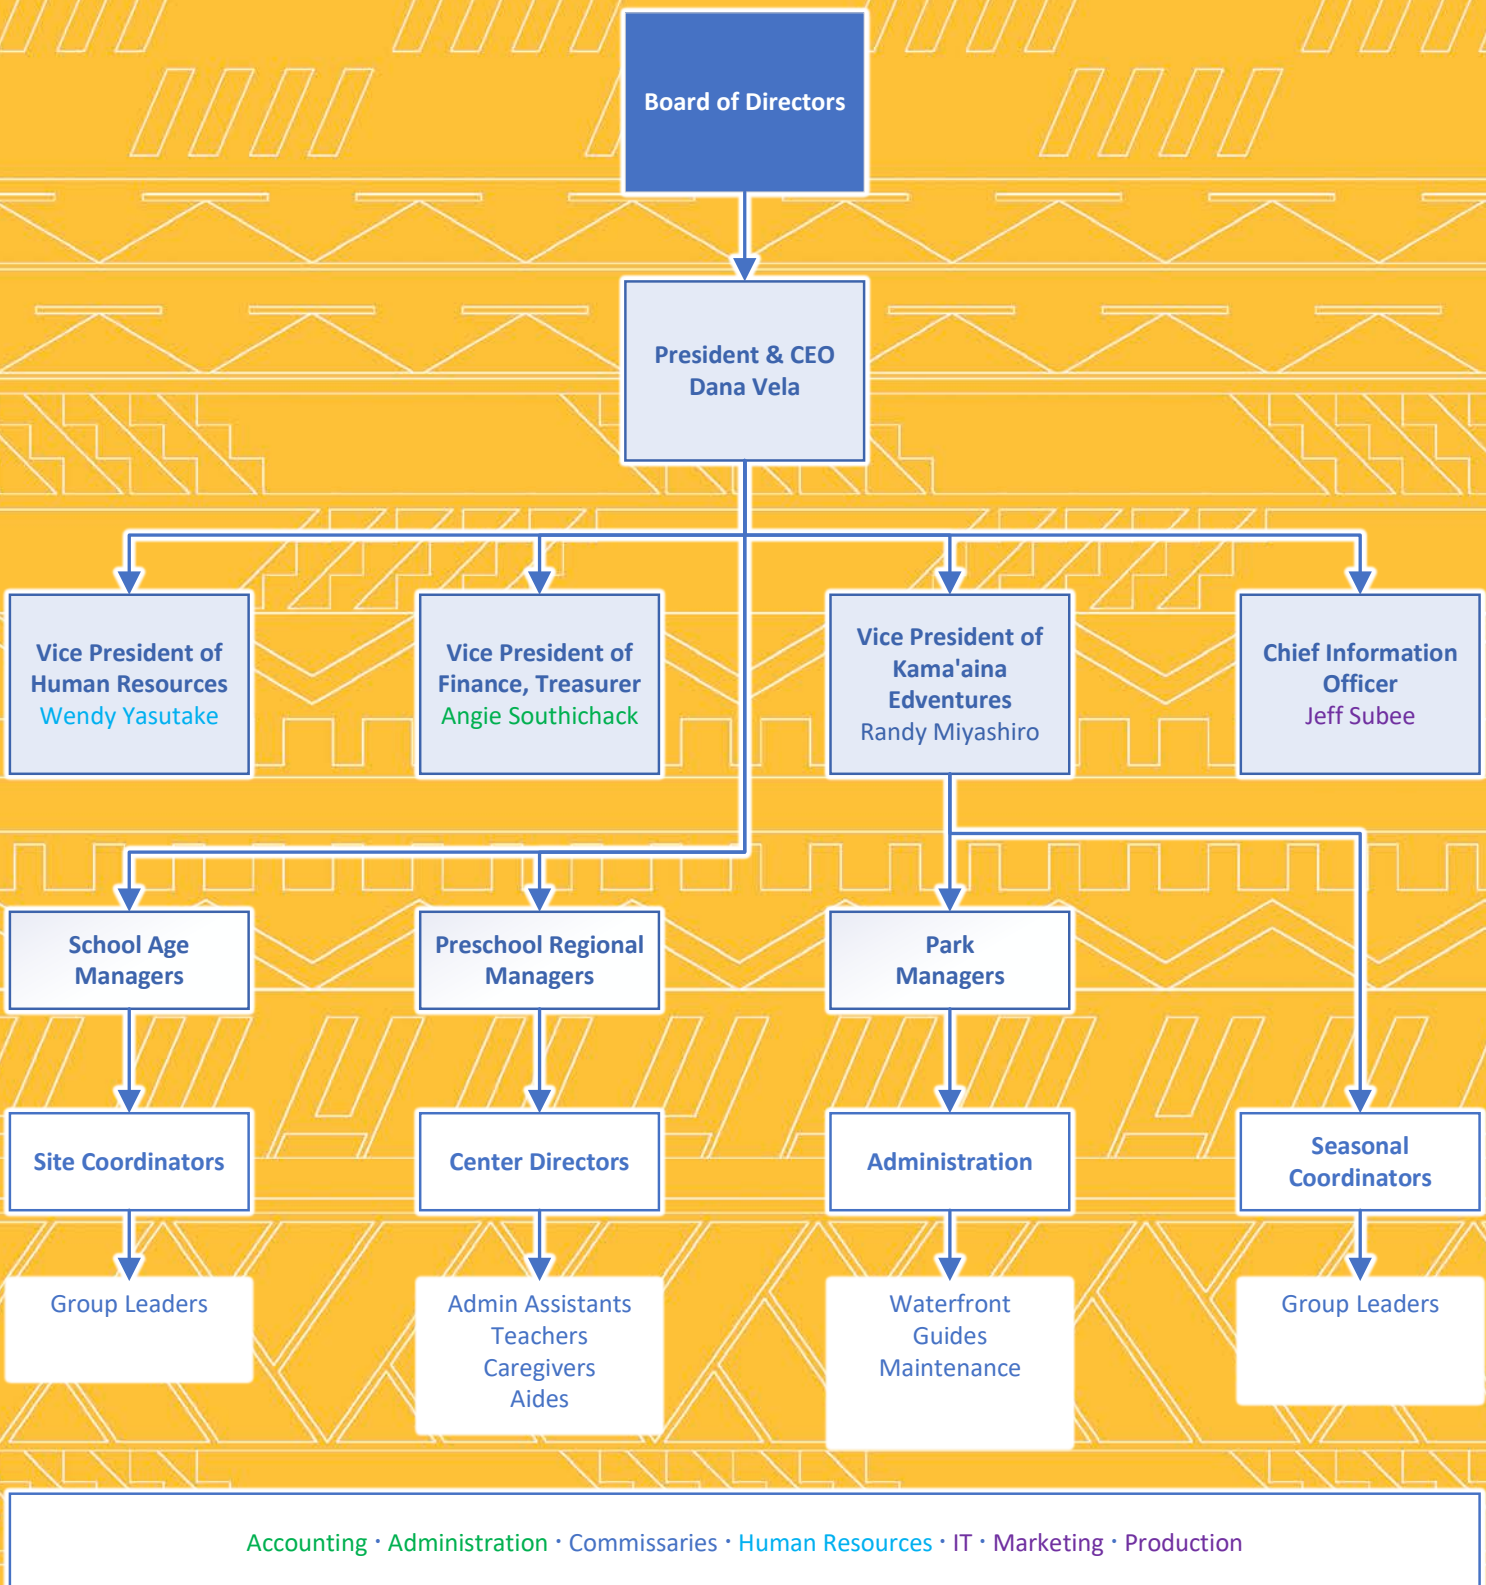 Board of Directors
President & CEO
Dana Vela
Vice President of
Human Resources
Wendy Yasutake
Vice President of
Finance, Treasurer
Angie Southichack
Vice President of
Kama'aina
Edventures
Randy Miyashiro
Chief Information
Officer
Jeff Subee
School Age
Managers
Preschool Regional
Managers
Park
Managers
Site Coordinators
Center Directors
Administration
Seasonal
Coordinators
Group Leaders
Admin Assistants
Teachers
Caregivers
Aides
Waterfront
Guides
Maintenance
Group Leaders
Accounting · Administration · Commissaries · Human Resources · IT · Marketing · Production